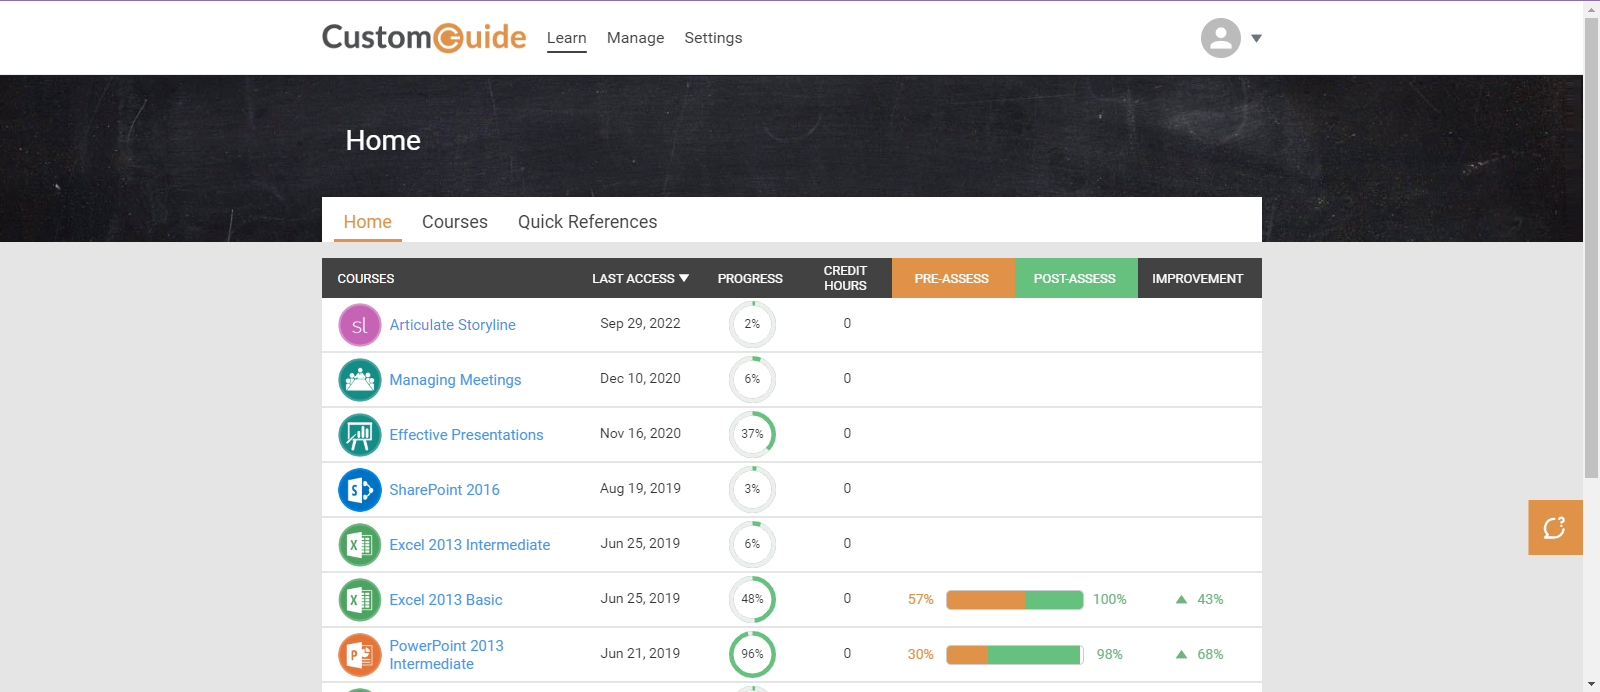 CustomGuide Learn Manage Settings
Home
Home Courses Quick References
COURSES LAST ACCESS PROGRESS CREDIT HOURS PRE-ASSESS POST-ASSESS IMPROVEMENT
sl Articulate Storyline Sep 29, 2022 2% 0
Managing Meetings Dec 10, 2020 6% 0
Effective Presentations Nov 16, 2020 37% 0
S SharePoint 2016 Aug 19, 2019 3% 0
X Excel 2013 Intermediate Jun 25, 2019 6% 0
X Excel 2013 Basic Jun 25, 2019 48% 0 57% 100% 43%
P PowerPoint 2013 Intermediate Jun 21, 2019 96% 0 30% 98% 68%